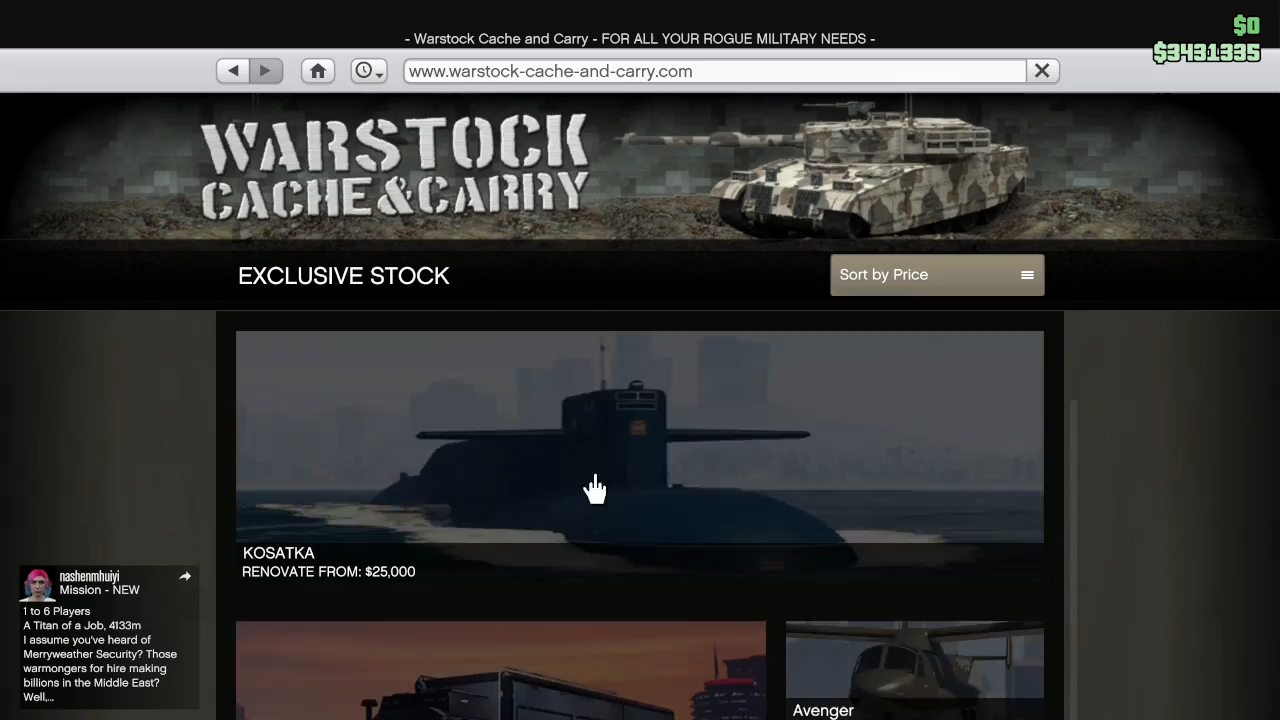 - Warstock Cache and Carry - FOR ALL YOUR ROGUE MILITARY NEEDS -
$0
$3431335
www.warstock-cache-and-carry.com
WARSTOCK
CACHE & CARRY
EXCLUSIVE STOCK
Sort by Price
KOSATKA
RENOVATE FROM: $25,000
nashenmhuiyi
Mission - NEW
1 to 6 Players
A Titan of a Job, 4133m
I assume you've heard of
Merryweather Security? Those
warmongers for hire making
billions in the Middle East?
Well,...
Avenger